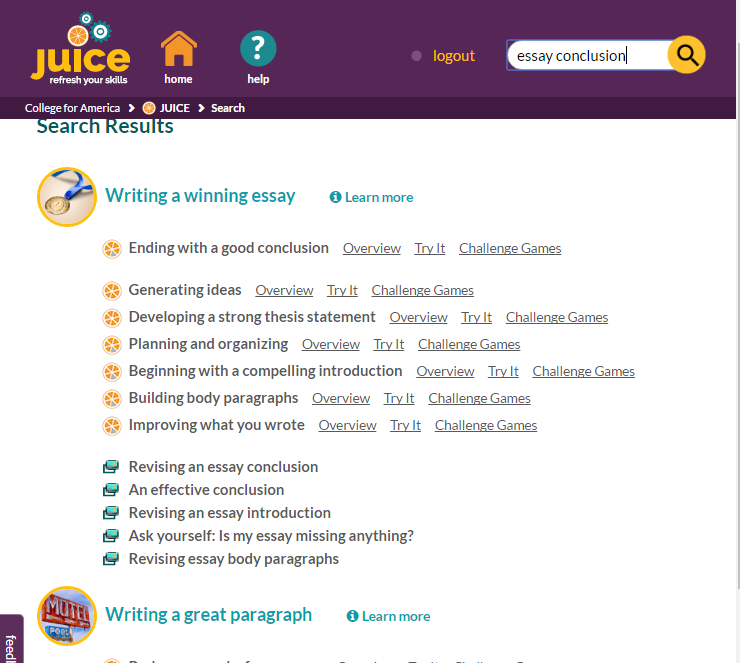 juice
refresh your skills
home
?
help
logout
essay conclusion
College for America > JUICE > Search
Search Results
Writing a winning essay Learn more
Ending with a good conclusion Overview Try It Challenge Games
Generating ideas Overview Try It Challenge Games
Developing a strong thesis statement Overview Try It Challenge Games
Planning and organizing Overview Try It Challenge Games
Beginning with a compelling introduction Overview Try It Challenge Games
Building body paragraphs Overview Try It Challenge Games
Improving what you wrote Overview Try It Challenge Games
Revising an essay conclusion
An effective conclusion
Revising an essay introduction
Ask yourself: Is my essay missing anything?
Revising essay body paragraphs
MOTEL
POOL
Writing a great paragraph Learn more